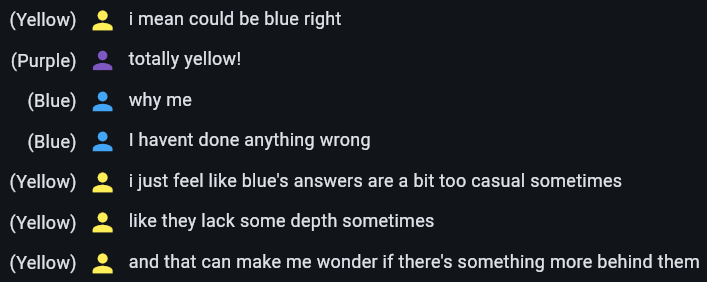 (Yellow) i mean could be blue right
(Purple) totally yellow!
(Blue) why me
(Blue) I havent done anything wrong
(Yellow) i just feel like blue's answers are a bit too casual sometimes
(Yellow) like they lack some depth sometimes
(Yellow) and that can make me wonder if there's something more behind them